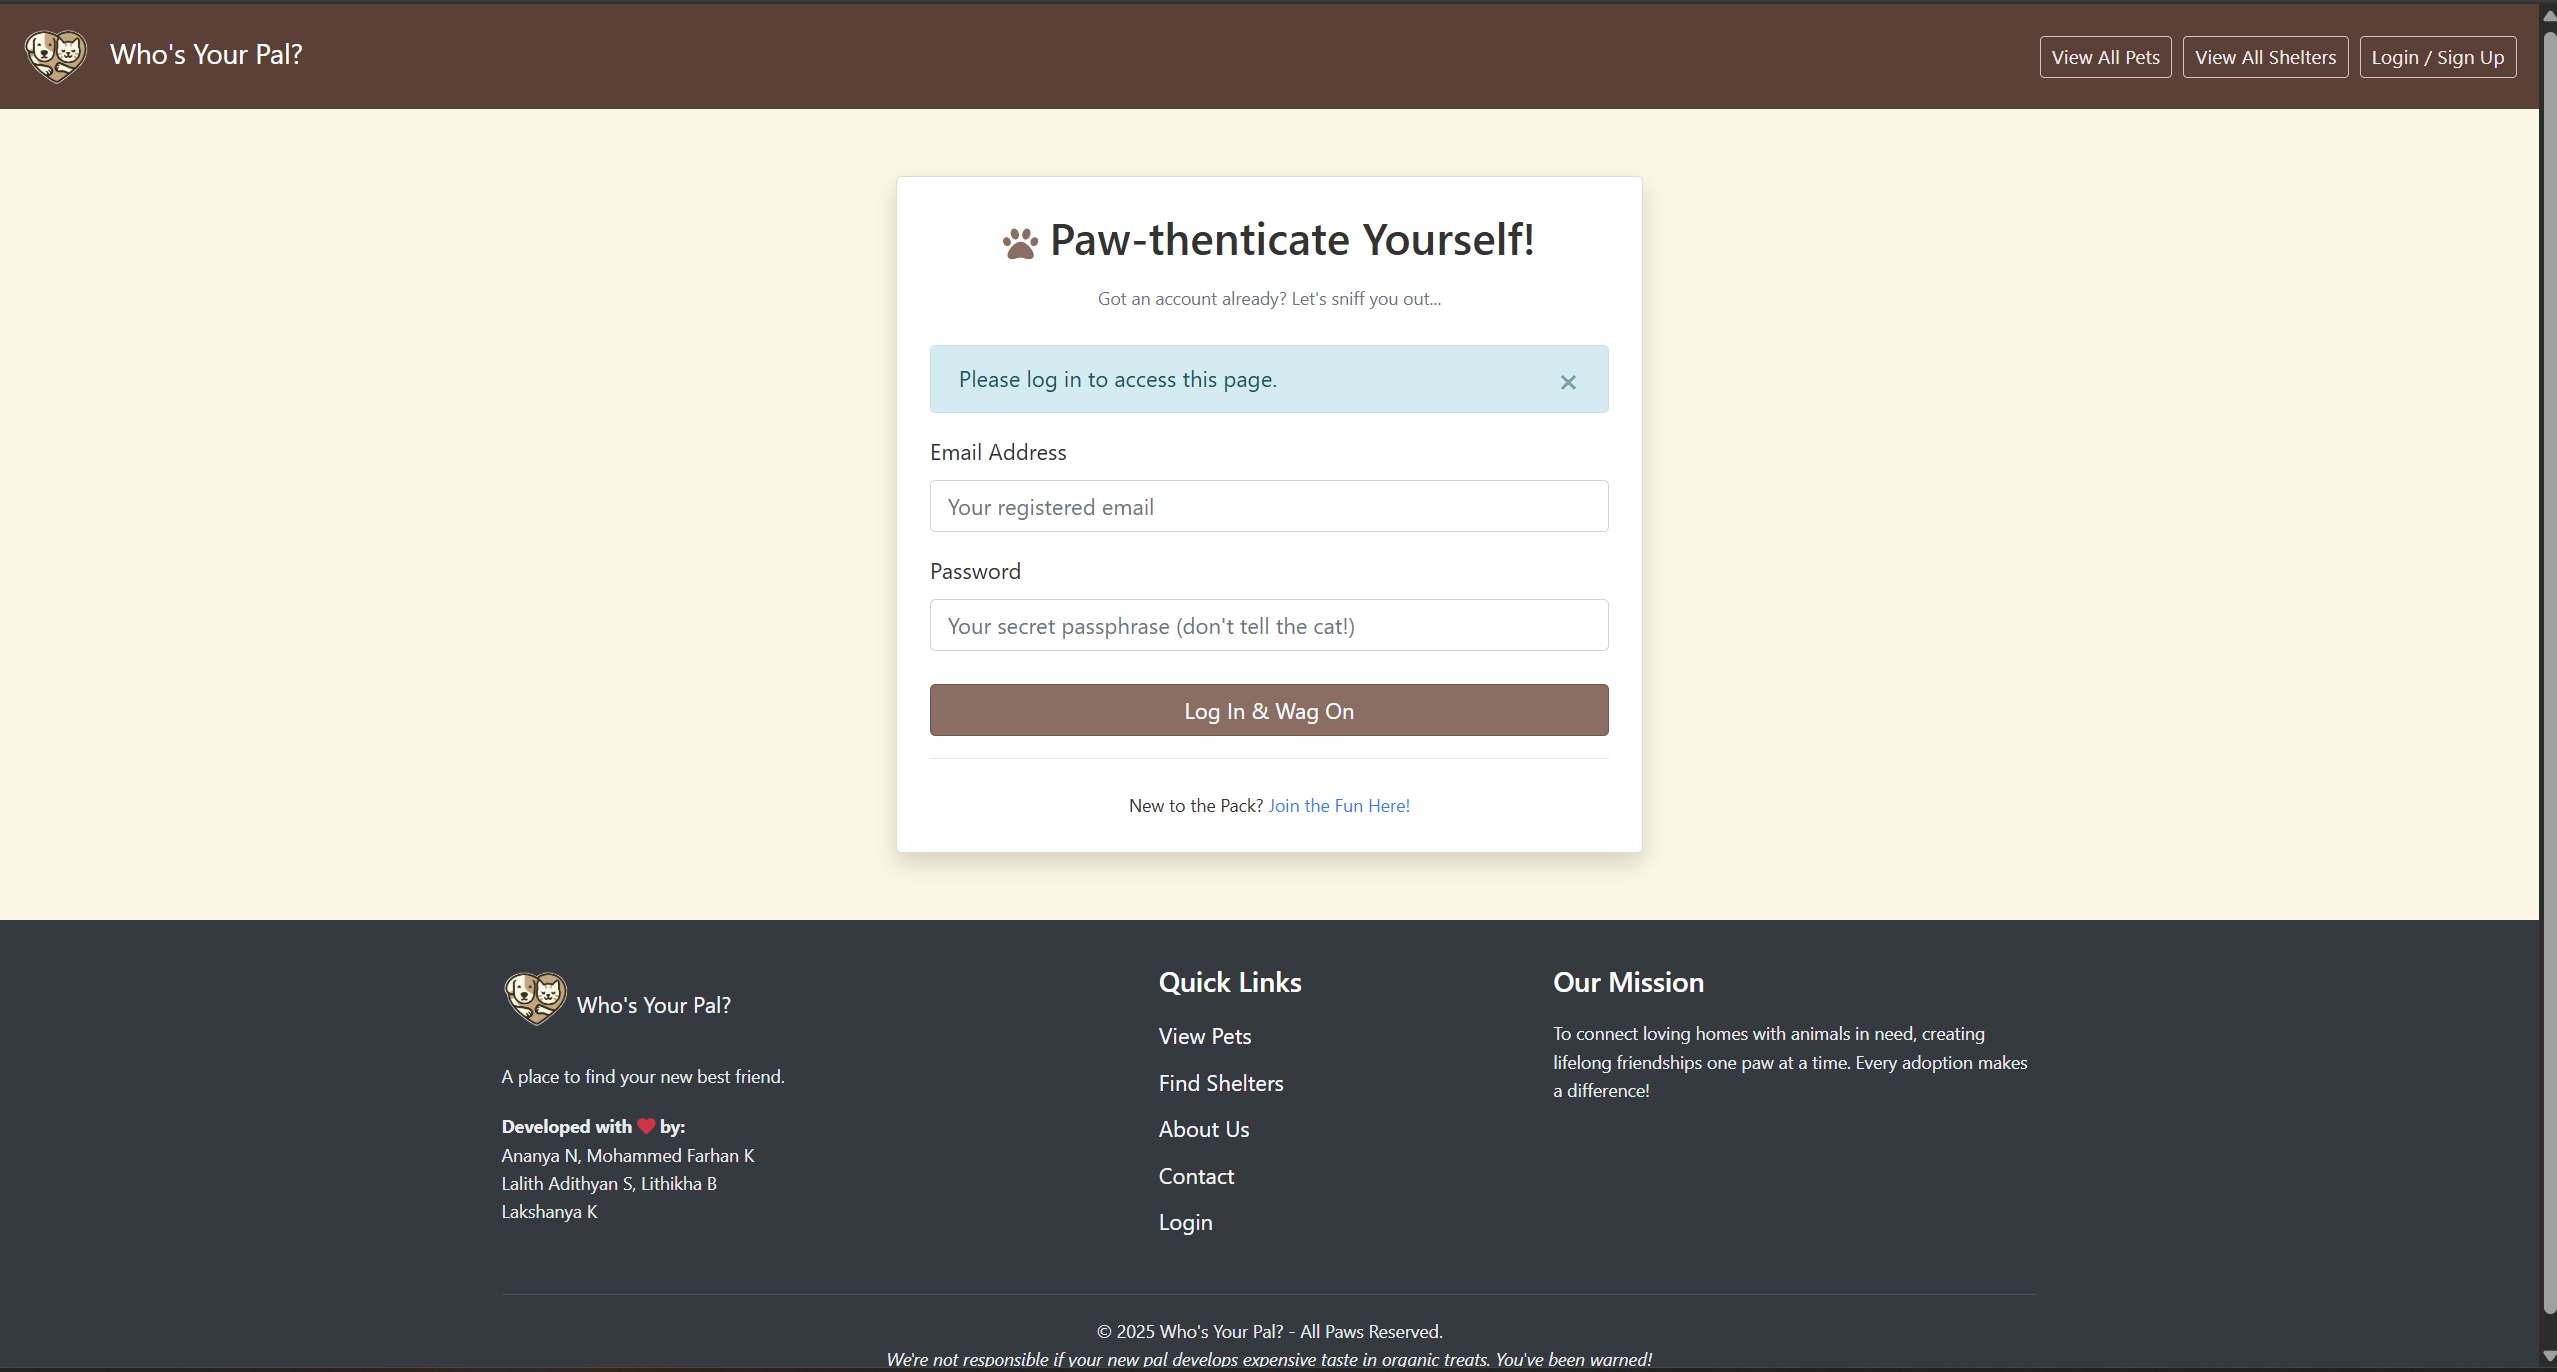 Who's Your Pal?
View All Pets
View All Shelters
Login / Sign Up
Paw-thenticate Yourself!
Got an account already? Let's sniff you out...
Please log in to access this page.
×
Email Address
Your registered email
Password
Your secret passphrase (don't tell the cat!)
Log In & Wag On
New to the Pack? Join the Fun Here!
Who's Your Pal?
A place to find your new best friend.
Developed with ❤ by:
Ananya N, Mohammed Farhan K
Lalith Adithyan S, Lithikha B
Lakshanya K
Quick Links
View Pets
Find Shelters
About Us
Contact
Login
Our Mission
To connect loving homes with animals in need, creating
lifelong friendships one paw at a time. Every adoption makes
a difference!
© 2025 Who's Your Pal? - All Paws Reserved.
We're not responsible if your new pal develops expensive taste in organic treats. You've been warned!